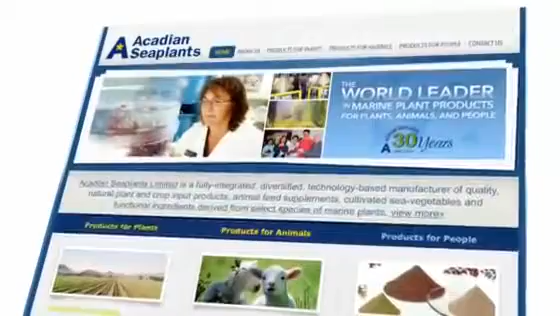 Acadian
Seaplants
HOME ABOUT US PRODUCTS FOR PLANTS PRODUCTS FOR ANIMALS PRODUCTS FOR PEOPLE CONTACT US
THE
WORLD LEADER
IN MARINE PLANT PRODUCTS
FOR PLANTS, ANIMALS, AND PEOPLE
30 Years
Acadian Seaplants Limited is a fully-integrated, diversified, technology-based manufacturer of quality,
natural plant and crop input products, animal feed supplements, cultivated sea-vegetables and
functional ingredients derived from select species of marine plants. view more»
Products for Plants Products for Animals Products for People